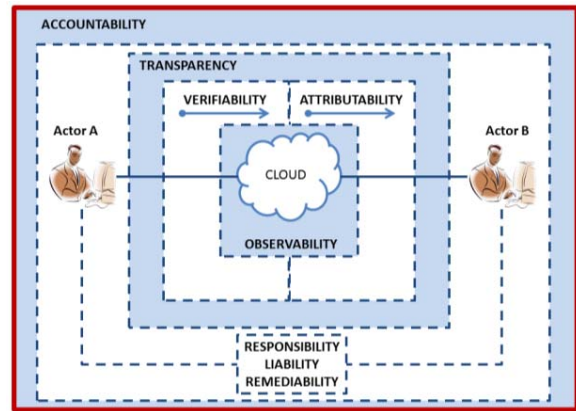 ACCOUNTABILITY
TRANSPARENCY
VERIFIABILITY
ATTRIBUTABILITY
Actor A
Actor B
CLOUD
OBSERVABILITY
RESPONSIBILITY
LIABILITY
REMEDIABILITY